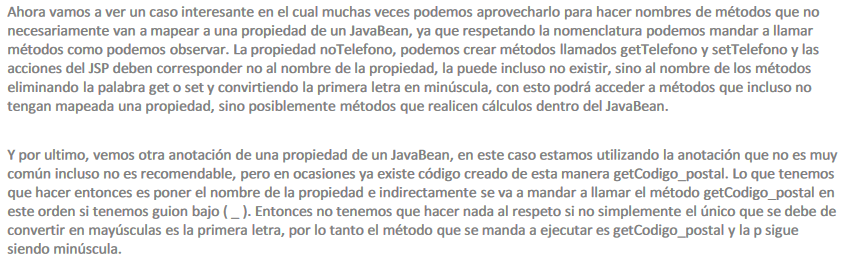 Ahora vamos a ver un caso interesante en el cual muchas veces podemos aprovecharlo para hacer nombres de métodos que no
necesariamente van a mapear a una propiedad de un JavaBean, ya que respetando la nomenclatura podemos mandar a llamar
métodos como podemos observar. La propiedad noTelefono, podemos crear métodos llamados getTelefono y setTelefono y las
acciones del JSP deben corresponder no al nombre de la propiedad, la puede incluso no existir, sino al nombre de los métodos
eliminando la palabra get o set y convirtiendo la primera letra en minúscula, con esto podrá acceder a métodos que incluso no
tengan mapeada una propiedad, sino posiblemente métodos que realicen cálculos dentro del JavaBean.
Y por ultimo, vemos otra anotación de una propiedad de un JavaBean, en este caso estamos utilizando la anotación que no es muy
común incluso no es recomendable, pero en ocasiones ya existe código creado de esta manera getCodigo_postal. Lo que tenemos
que hacer entonces es poner el nombre de la propiedad e indirectamente se va a mandar a llamar el método getCodigo_postal en
este orden si tenemos guion bajo ( _ ). Entonces no tenemos que hacer nada al respeto si no simplemente el único que se debe de
convertir en mayúsculas es la primera letra, por lo tanto el método que se manda a ejecutar es getCodigo_postal y la p sigue
siendo minúscula.